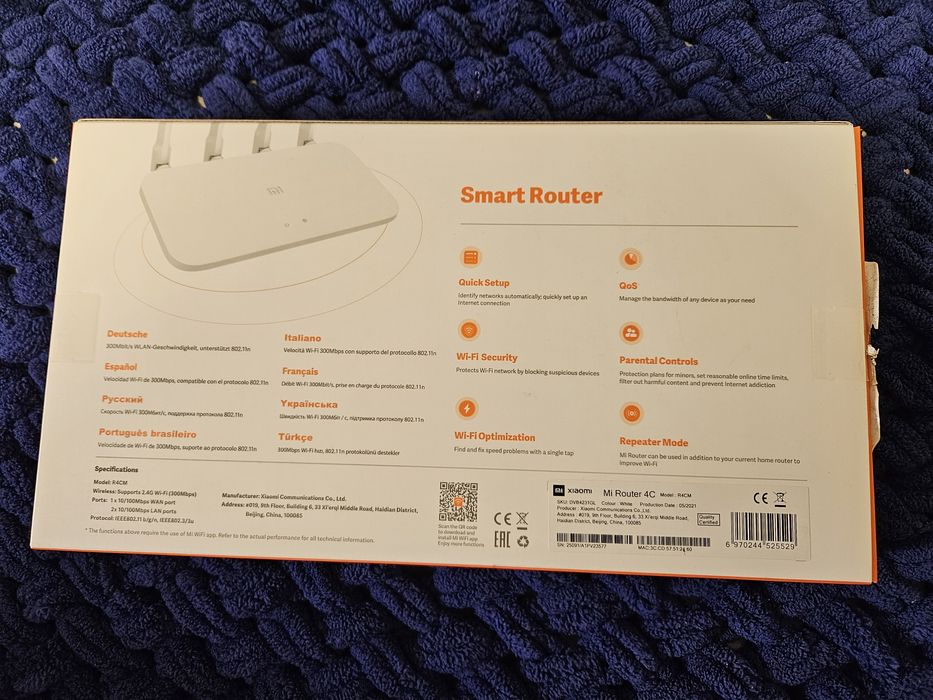 Smart Router
Quick Setup
Identify networks automatically; quickly set up an
Internet connection
QoS
Manage the bandwidth of any device as your need
Wi-Fi Security
Protects Wi-Fi network by blocking suspicious devices
Parental Controls
Protection plans for minors, set reasonable online time limits,
filter out harmful content and prevent Internet addiction
Wi-Fi Optimization
Find and fix speed problems with a single tap
Repeater Mode
Mi Router can be used in addition to your current home router to
improve Wi-Fi
Deutsche
300Mbit/s WLAN-Geschwindigkeit, unterstützt 802.11n
Español
Velocidad Wi-Fi de 300Mbps, compatible con el protocolo 802.11n
Русский
Скорость Wi-Fi 300Мбит/с, поддержка протокола 802.11n
Português brasileiro
Velocidade de Wi-Fi de 300Mbps, suporte ao protocolo 802.11n
Italiano
Velocità Wi-Fi 300Mbps con supporto del protocollo 802.11n
Français
Débit Wi-Fi 300Mbit/s, prise en charge du protocole 802.11n
Українська
Швидкість Wi-Fi 300Мбіт / с, підтримка протоколу 802.11n
Türkçe
300Mbps Wi-Fi hızı, 802.11n protokolünü destekler
Specifications
Model: R4CM
Wireless: Supports 2.4G Wi-Fi (300Mbps)
Ports: 1 x 10/100Mbps WAN port
2x 10/100Mbps LAN ports
Protocol: IEEE802.11 b/g/n, IEEE802.3/3u
* The functions above require the use of Mi WiFi app. Refer to the actual performance for all technical information.
Manufacturer: Xiaomi Communications Co., Ltd.
Address: #019, 9th Floor, Building 6, 33 Xi'erqi Middle Road, Haidian District,
Beijing, China, 100085
Scan the QR code
to download and
install Mi WiFi app
Enjoy more functions
CE
EAC
mi xiaomi Mi Router 4C Model : R4CM
SKU: DVB4231GL Colour : White Production Date : 05/2021
Producer : Xiaomi Communications Co., Ltd.
Address : #019, 9th Floor, Building 6, 33 Xi'erqi Middle Road,
Haidian District, Beijing, China, 100085
Quality
Certified
CE
SN: 25091/A1PV22577
6 970244 525529